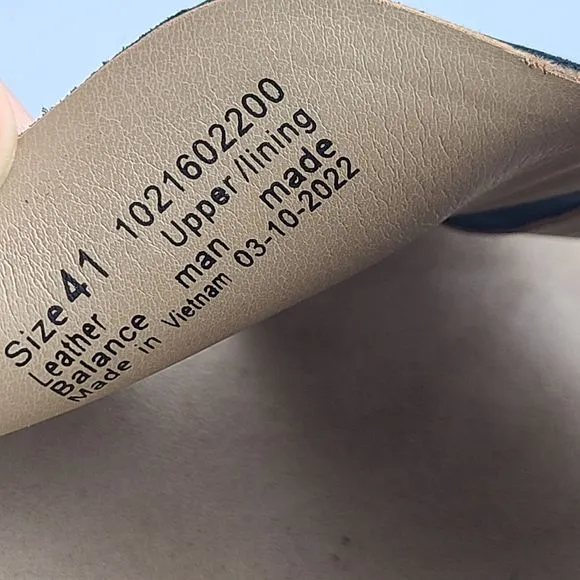 Size 41 1021602200
Leather Upper/lining
Balance man made
Made in Vietnam 03-10-2022